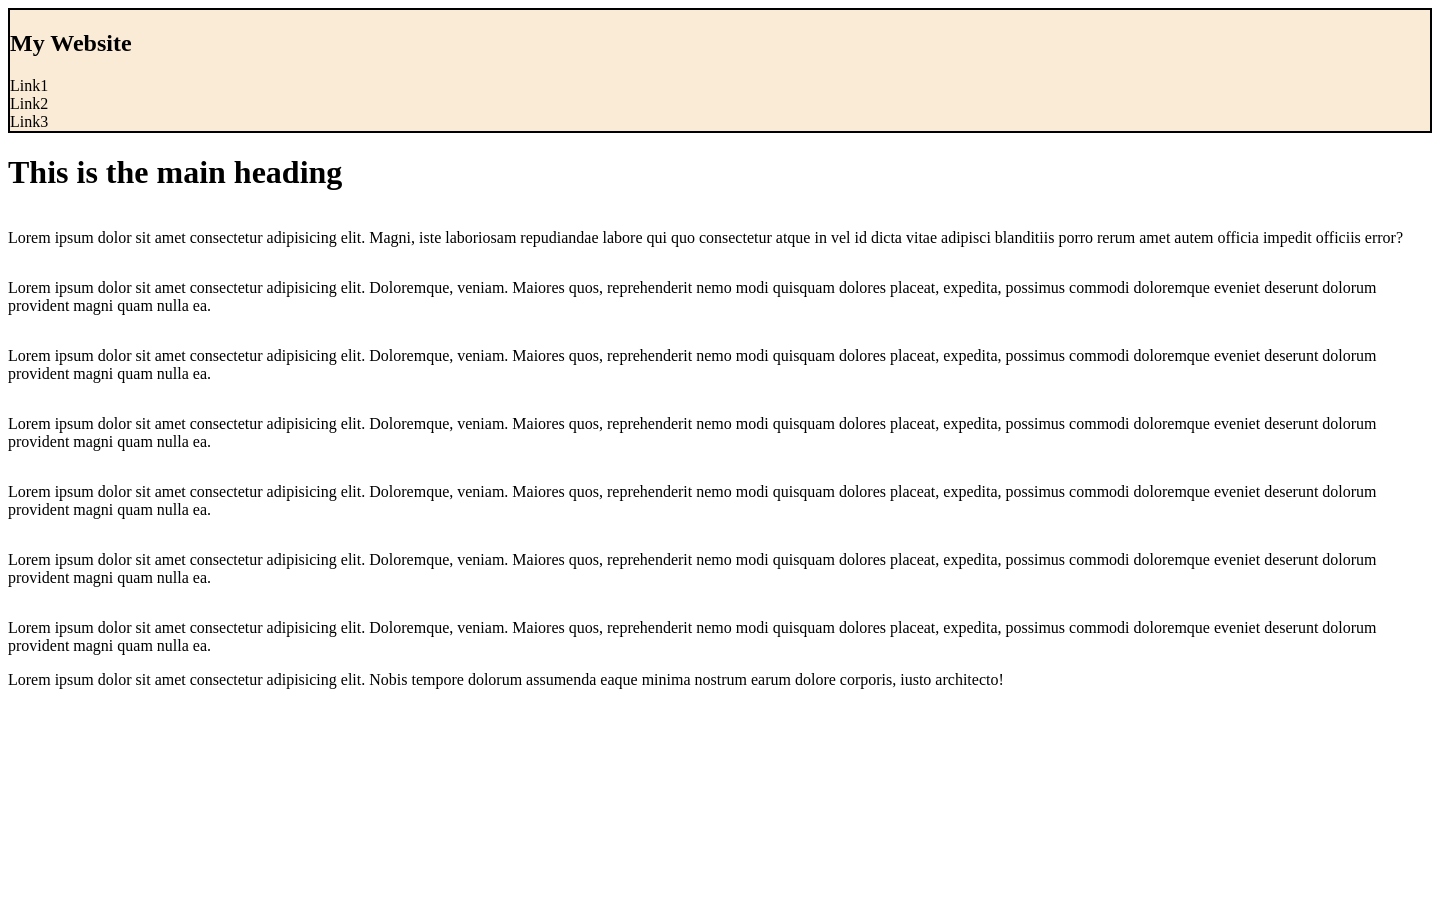 My Website
Link1
Link2
Link3
This is the main heading
Lorem ipsum dolor sit amet consectetur adipisicing elit. Magni, iste laboriosam repudiandae labore qui quo consectetur atque in vel id dicta vitae adipisci blanditiis porro rerum amet autem officia impedit officiis error?
Lorem ipsum dolor sit amet consectetur adipisicing elit. Doloremque, veniam. Maiores quos, reprehenderit nemo modi quisquam dolores placeat, expedita, possimus commodi doloremque eveniet deserunt dolorum
provident magni quam nulla ea.
Lorem ipsum dolor sit amet consectetur adipisicing elit. Doloremque, veniam. Maiores quos, reprehenderit nemo modi quisquam dolores placeat, expedita, possimus commodi doloremque eveniet deserunt dolorum
provident magni quam nulla ea.
Lorem ipsum dolor sit amet consectetur adipisicing elit. Doloremque, veniam. Maiores quos, reprehenderit nemo modi quisquam dolores placeat, expedita, possimus commodi doloremque eveniet deserunt dolorum
provident magni quam nulla ea.
Lorem ipsum dolor sit amet consectetur adipisicing elit. Doloremque, veniam. Maiores quos, reprehenderit nemo modi quisquam dolores placeat, expedita, possimus commodi doloremque eveniet deserunt dolorum
provident magni quam nulla ea.
Lorem ipsum dolor sit amet consectetur adipisicing elit. Doloremque, veniam. Maiores quos, reprehenderit nemo modi quisquam dolores placeat, expedita, possimus commodi doloremque eveniet deserunt dolorum
provident magni quam nulla ea.
Lorem ipsum dolor sit amet consectetur adipisicing elit. Doloremque, veniam. Maiores quos, reprehenderit nemo modi quisquam dolores placeat, expedita, possimus commodi doloremque eveniet deserunt dolorum
provident magni quam nulla ea.
Lorem ipsum dolor sit amet consectetur adipisicing elit. Nobis tempore dolorum assumenda eaque minima nostrum earum dolore corporis, iusto architecto!